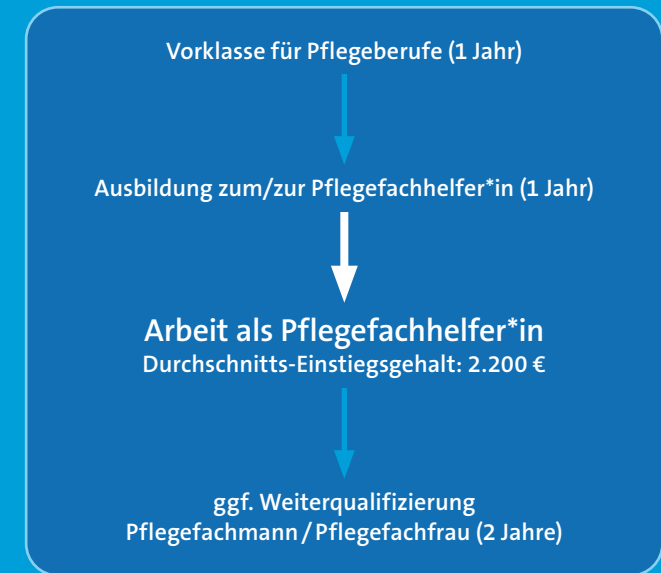 Vorklasse für Pflegeberufe (1 Jahr)
Ausbildung zum/zur Pflegefachhelfer*in (1 Jahr)
Arbeit als Pflegefachhelfer*in
Durchschnitts-Einstiegsgehalt: 2.200 €
ggf. Weiterqualifizierung
Pflegefachmann / Pflegefachfrau (2 Jahre)